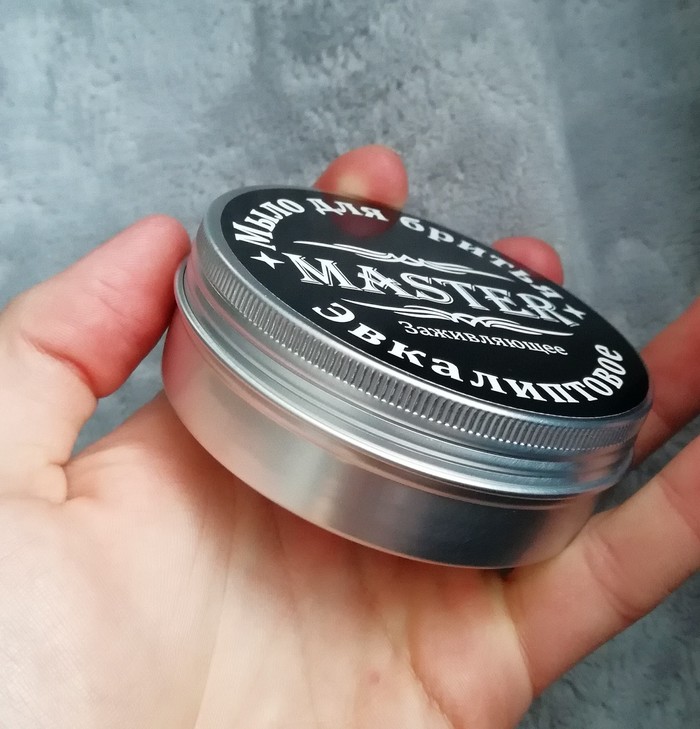 Мыло для бритья
MASTER
Заживляющее
Эвкалиптовое